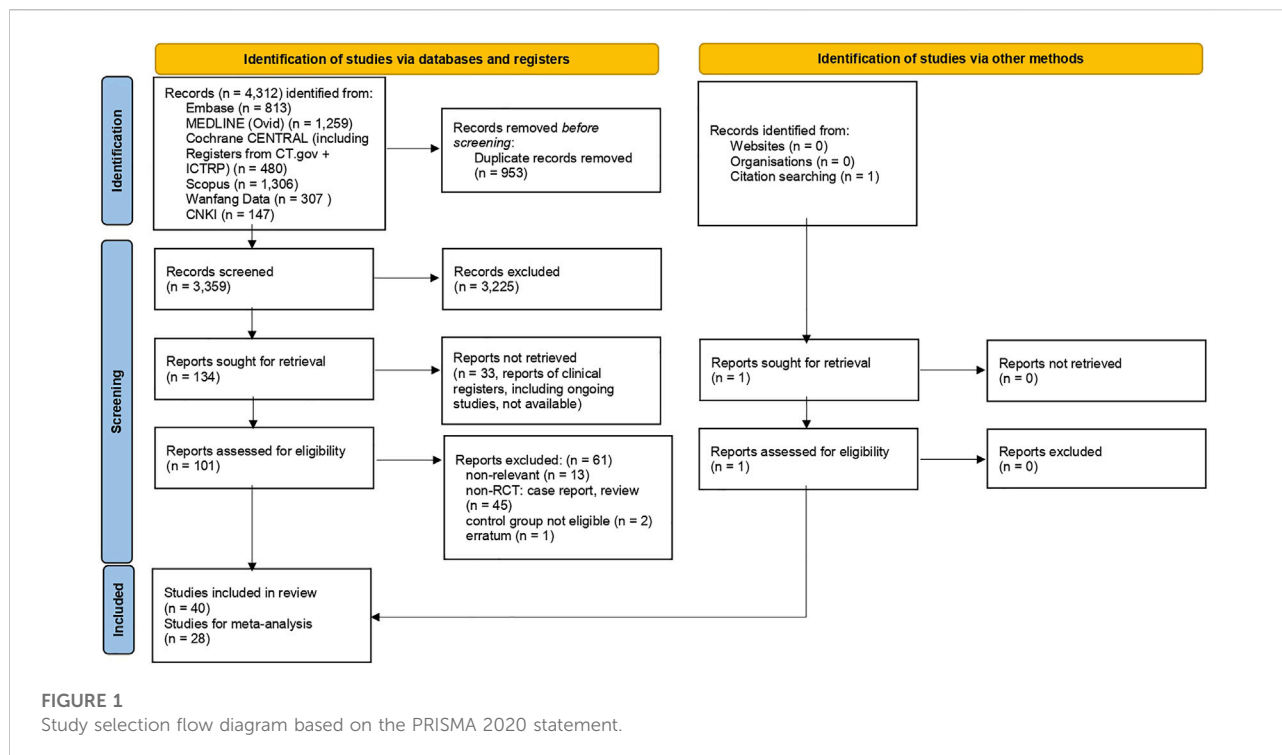 Identification of studies via databases and registers
Identification of studies via other methods
Identification
Records (n = 4,312) identified from:
Embase (n = 813)
MEDLINE (Ovid) (n = 1,259)
Cochrane CENTRAL (including
Registers from CT.gov +
ICTRP) (n = 480)
Scopus (n = 1,306)
Wanfang Data (n = 307 )
CNKI (n = 147)
Records removed before
screening:
Duplicate records removed
(n = 953)
Records identified from:
Websites (n = 0)
Organisations (n = 0)
Citation searching (n = 1)
Screening
Records screened
(n = 3,359)
Records excluded
(n = 3,225)
Reports sought for retrieval
(n = 134)
Reports not retrieved
(n = 33, reports of clinical
registers, including ongoing
studies, not available)
Reports sought for retrieval
(n = 1)
Reports not retrieved
(n = 0)
Reports assessed for eligibility
(n = 101)
Reports excluded: (n = 61)
non-relevant (n = 13)
non-RCT: case report, review
(n = 45)
control group not eligible (n = 2)
erratum (n = 1)
Reports assessed for eligibility
(n = 1)
Reports excluded
(n = 0)
Included
Studies included in review
(n = 40)
Studies for meta-analysis
(n = 28)
FIGURE 1
Study selection flow diagram based on the PRISMA 2020 statement.